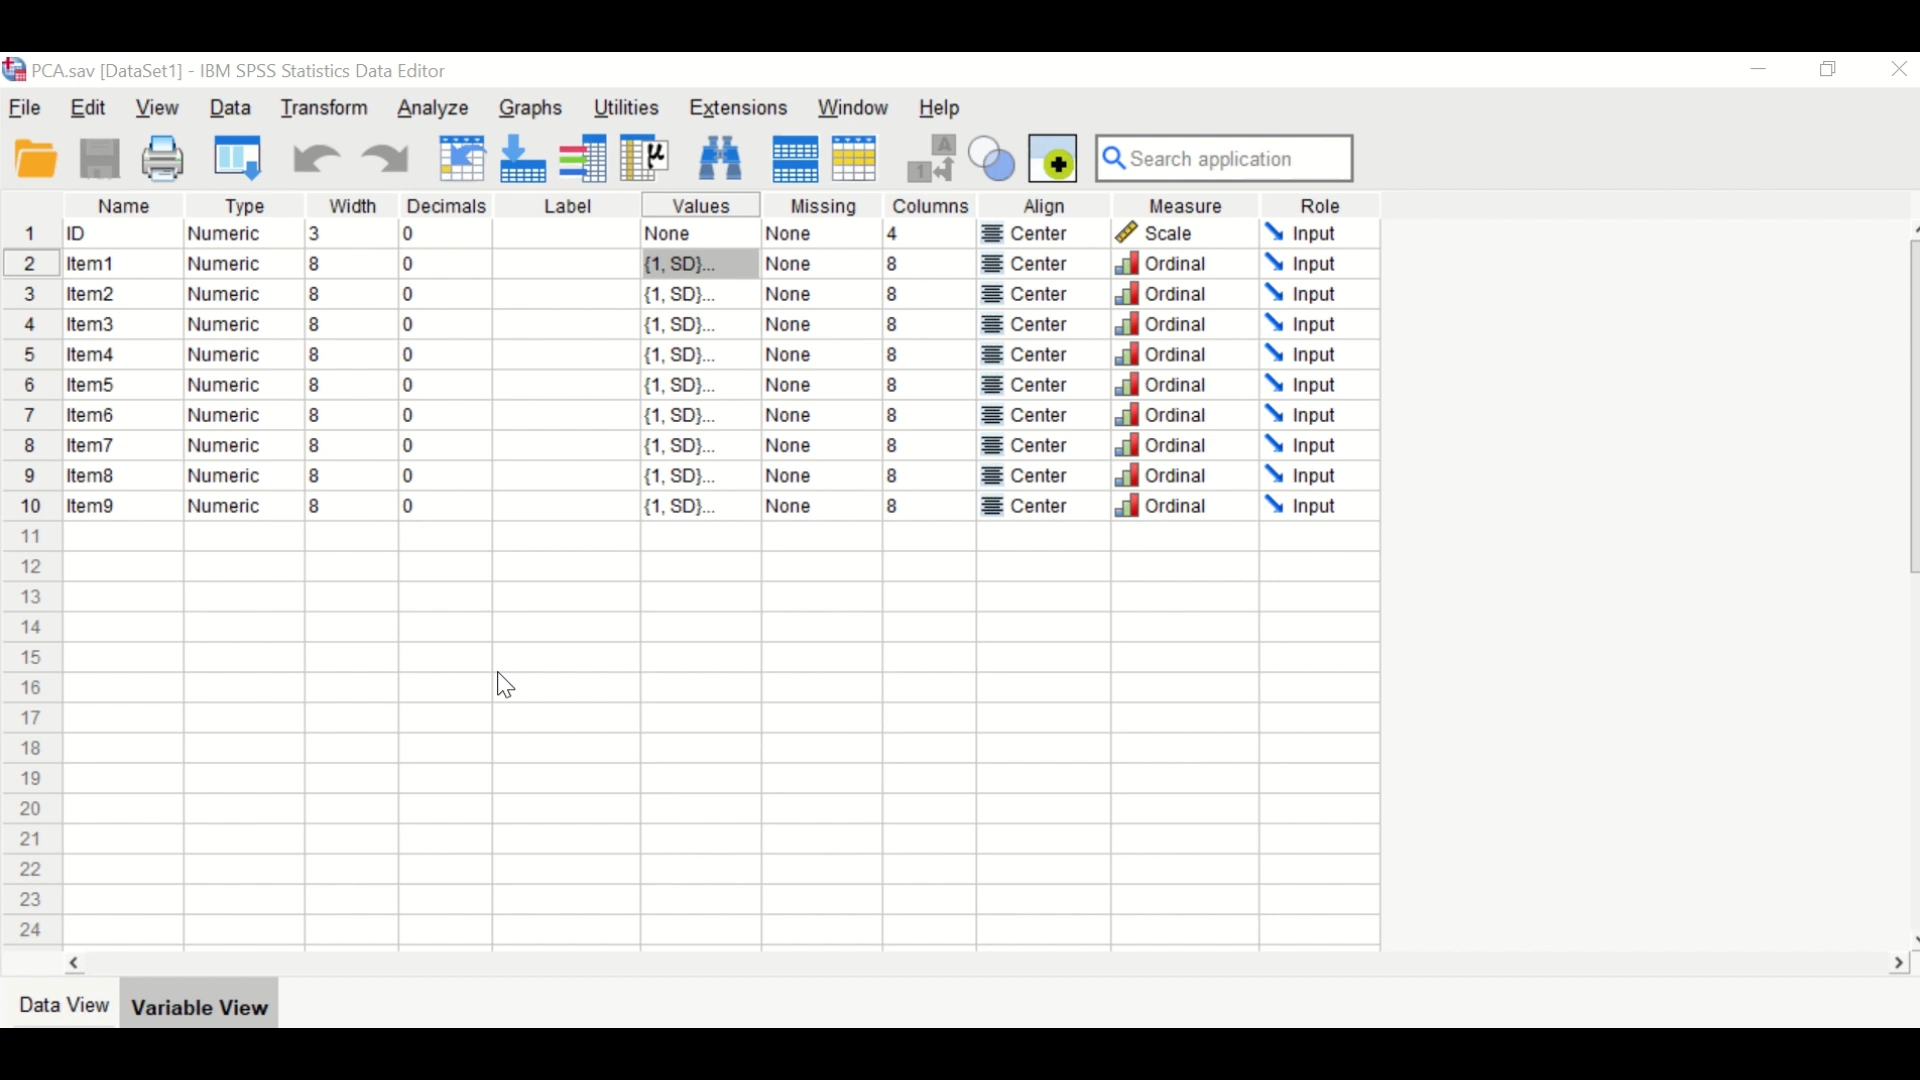 PCA.sav [DataSet1] - IBM SPSS Statistics Data Editor
File Edit View Data Transform Analyze Graphs Utilities Extensions Window Help
μ A 1 Search application
Name Type Width Decimals Label Values Missing Columns Align Measure Role
1 ID Numeric 3 0 None None 4 Center Scale Input
2 Item1 Numeric 8 0 {1, SD}... None 8 Center Ordinal Input
3 Item2 Numeric 8 0 {1, SD}... None 8 Center Ordinal Input
4 Item3 Numeric 8 0 {1, SD}... None 8 Center Ordinal Input
5 Item4 Numeric 8 0 {1, SD}... None 8 Center Ordinal Input
6 Item5 Numeric 8 0 {1, SD}... None 8 Center Ordinal Input
7 Item6 Numeric 8 0 {1, SD}... None 8 Center Ordinal Input
8 Item7 Numeric 8 0 {1, SD}... None 8 Center Ordinal Input
9 Item8 Numeric 8 0 {1, SD}... None 8 Center Ordinal Input
10 Item9 Numeric 8 0 {1, SD}... None 8 Center Ordinal Input
11
12
13
14
15
16
17
18
19
20
21
22
23
24
Data View Variable View